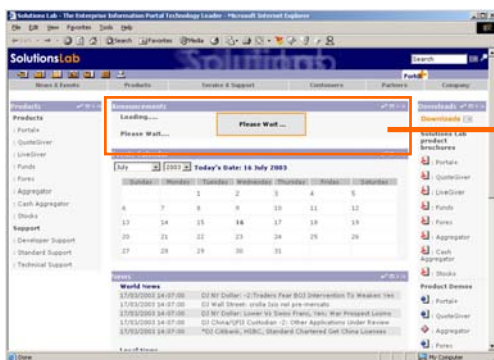 Solutions Lab - The Enterprise Information Portal Technology Leader - Microsoft Internet Explorer
File Edit View Favorites Tools Help
Search Favorites Media
SolutionsLab
Search
Portal
News & Events Products Service & Support Customers Partners Company
Products
Products
: Portal+
: QuoteGiver
: LiveGiver
: Funds
: Forex
: Aggregator
: Cash Aggregator
: Stocks
Support
: Developer Support
: Standard Support
: Technical Support
Announcements
Loading....
Please Wait....
Please Wait ...
July 2003 Today's Date: 16 July 2003
Sunday Monday Tuesday Wednesday Thursday Friday Saturday
1 2 3 4 5
6 7 8 9 10 11 12
13 14 15 16 17 18 19
20 21 22 23 24 25 26
27 28 29 30 31
News
World News
17/03/2003 14:07:00 DJ NY Dollar: -2:Traders Fear BOJ Intervention To Weaken Yen
17/03/2003 14:07:00 DJ Wall Street:
17/03/2003 14:07:00 DJ NY Dollar: Lower Vs Swiss Franc, Yen; War Prospect Looms
17/03/2003 14:07:00 DJ China/QFII Custodian -2: Other Applications Under Review
17/03/2003 14:07:00 *DJ Citibank, HSBC, Standard Chartered Get China Licenses
Local News
Downloads
Downloads
Solutions Lab product brochures
: Portal+
: QuoteGiver
: LiveGiver
: Funds
: Forex
: Aggregator
: Cash Aggregator
: Stocks
Product Demos
: Portal+
: QuoteGiver
: Aggregator
: Forex
Done
My Computer